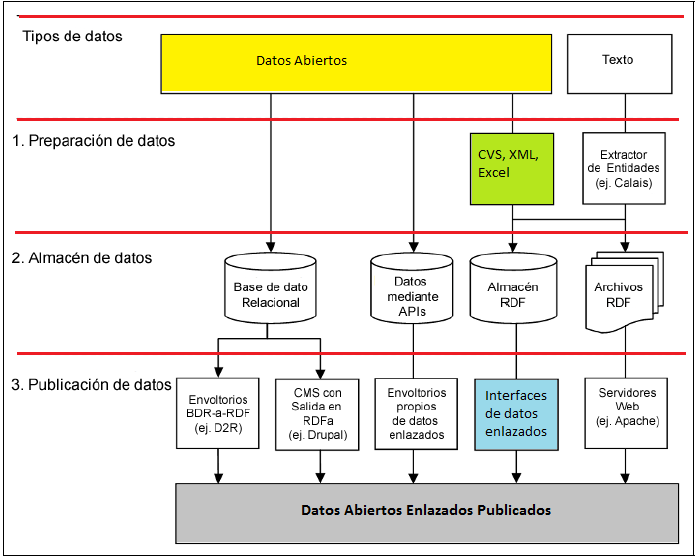 Tipos de datos
Datos Abiertos
Texto
1. Preparación de datos
CVS, XML,
Excel
Extractor
de Entidades
(ej. Calais)
2. Almacén de datos
Base de dato
Relacional
Datos
mediante
APIs
Almacén
RDF
Archivos
RDF
3. Publicación de datos
Envoltorios
BDR-a-RDF
(ej. D2R)
CMS con
Salida en
RDFa
(ej. Drupal)
Envoltorios
propios
de datos
enlazados
Interfaces
de datos
enlazados
Servidores
Web
(ej. Apache)
Datos Abiertos Enlazados Publicados